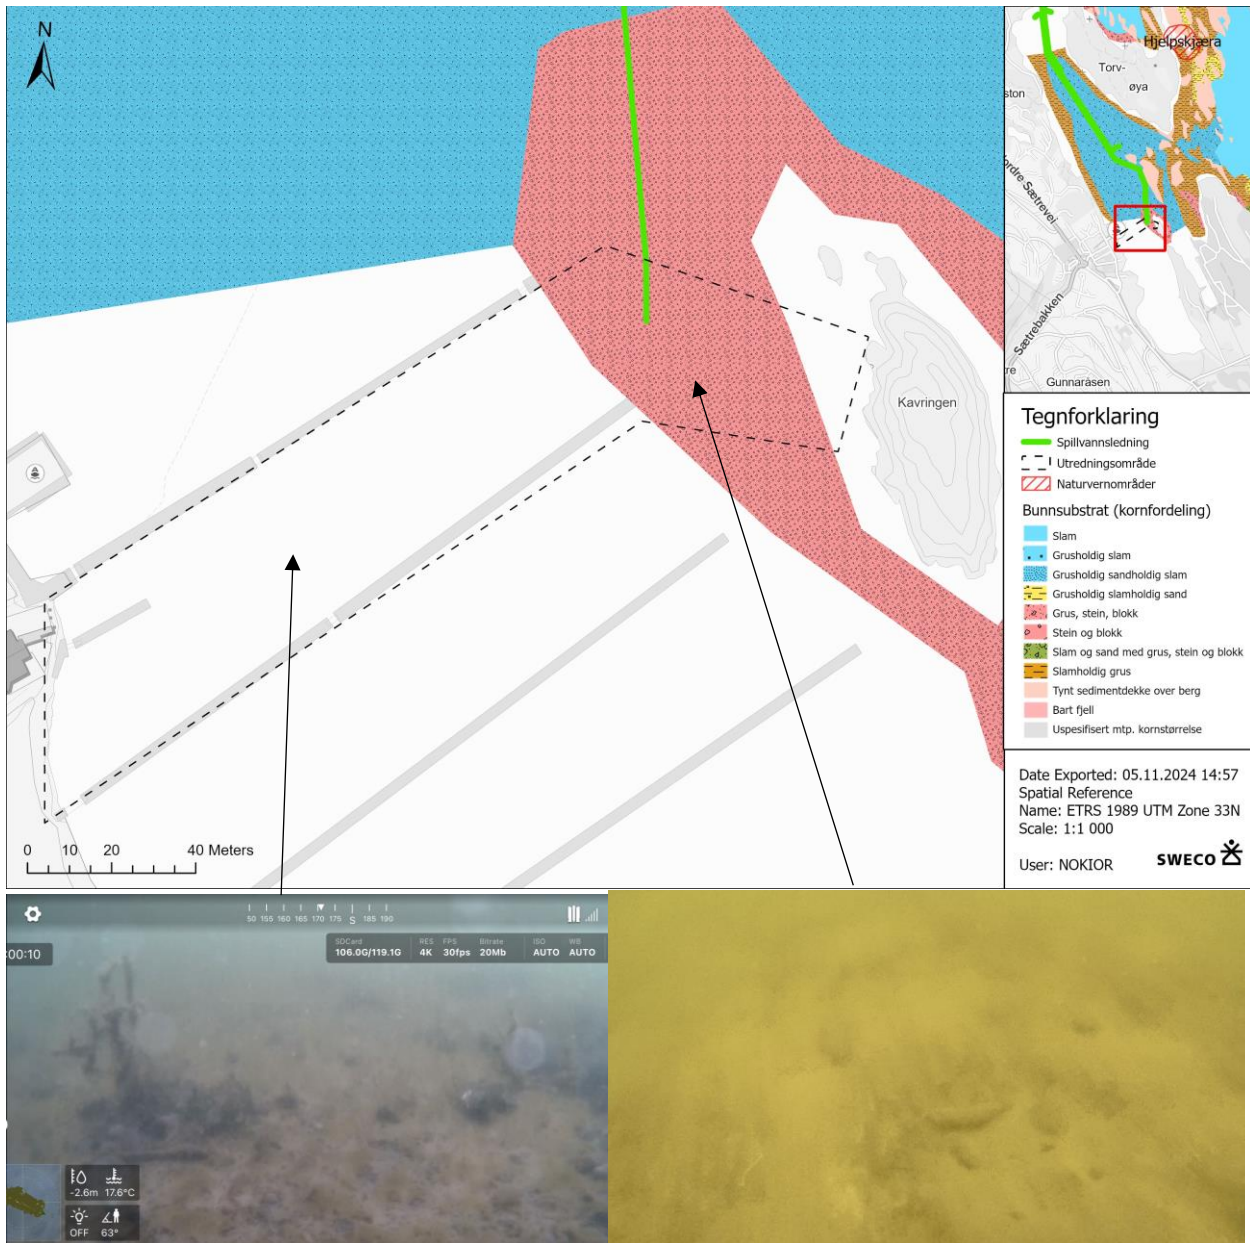 N
Kavringen
0 10 20 40 Meters
Hjelpskjæra
Torv-
øya
ston
ordre Sætrevei
Sætrebakken
tre
Gunnaråsen
Tegnforklaring
Spillvannsledning
Utredningsområde
Naturvernområder
Bunnsubstrat (kornfordeling)
Slam
Grusholdig slam
Grusholdig sandholdig slam
Grusholdig slamholdig sand
Grus, stein, blokk
Stein og blokk
Slam og sand med grus, stein og blokk
Slamholdig grus
Tynt sedimentdekke over berg
Bart fjell
Uspesifisert mtp. kornstørrelse
Date Exported: 05.11.2024 14:57
Spatial Reference
Name: ETRS 1989 UTM Zone 33N
Scale: 1:1 000
User: NOKIOR
SWECO
50 155 160 165 170 175 S 185 190
:00:10
SDCard RES FPS Bitrate ISO WB
106.0G/119.1G 4K 30fps 20Mb AUTO AUTO
-2.6m 17.6°C
OFF 63°